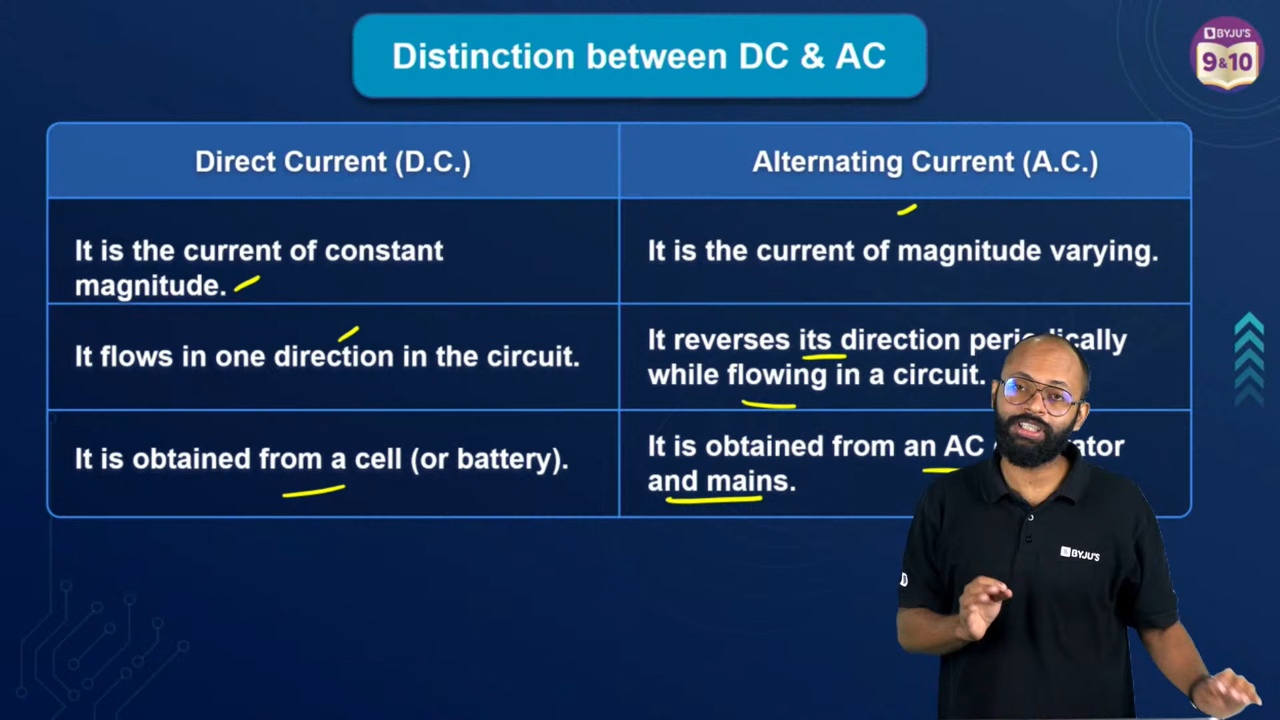 Distinction between DC & AC
BYJU'S
9&10
Direct Current (D.C.)
Alternating Current (A.C.)
It is the current of constant
magnitude.
It is the current of magnitude varying.
It flows in one direction in the circuit.
It reverses its direction periodically
while flowing in a circuit.
It is obtained from a cell (or battery).
It is obtained from an AC
and mains.
BYJU'S